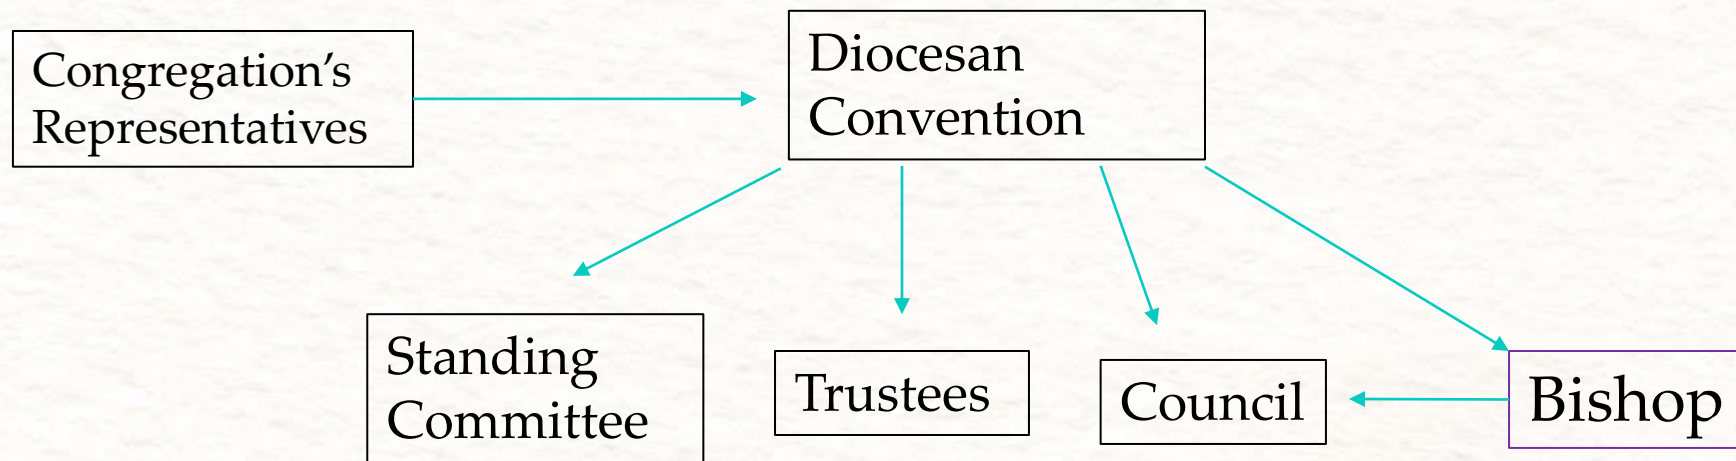 Congregation’s
Representatives
Diocesan
Convention
Standing
Committee
Trustees
Council
Bishop